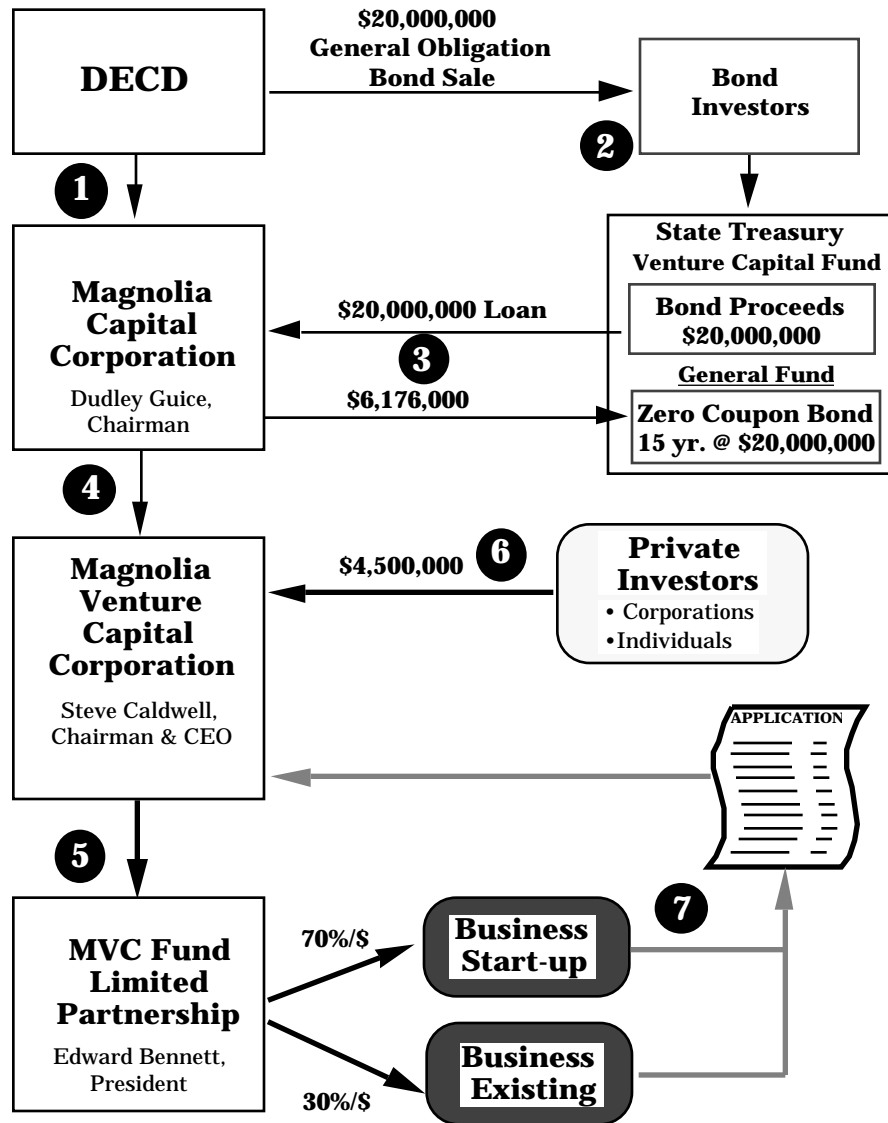 $20,000,000
General Obligation
Bond Sale
DECD
Bond
Investors
2
1
State Treasury
Venture Capital Fund
Bond Proceeds
$20,000,000
General Fund
Zero Coupon Bond
15 yr. @ $20,000,000
Magnolia
Capital
Corporation
Dudley Guice,
Chairman
$20,000,000 Loan
3
$6,176,000
4
Magnolia
Venture
Capital
Corporation
Steve Caldwell,
Chairman & CEO
$4,500,000
6
Private
Investors
• Corporations
•Individuals
APPLICATION
5
MVC Fund
Limited
Partnership
Edward Bennett,
President
70%/$
Business
Start-up
7
30%/$
Business
Existing